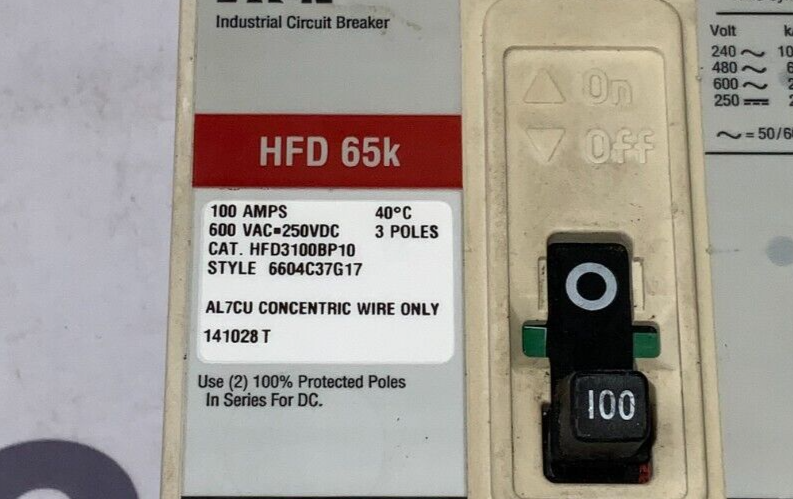 Industrial Circuit Breaker
HFD 65k
100 AMPS 40°C
600 VAC=250VDC 3 POLES
CAT. HFD3100BP10
STYLE 6604C37G17
AL7CU CONCENTRIC WIRE ONLY
141028 T
Use (2) 100% Protected Poles
In Series For DC.
On
Off
O
100
Volt
240 ~
480 ~
600 ~
250
~ = 50/